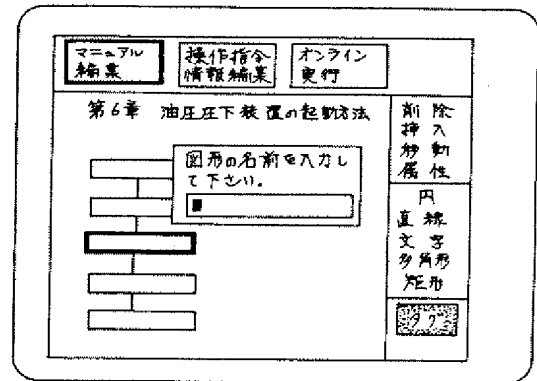 マニュアル
編集
操作指令
情報編集
オンライン
実行
第6章 油圧圧下装置の起動方法
図形の名前を入力し
て下さい。
削除
挿入
移動
属性
円
直線
文字
多角形
矩形
タグ